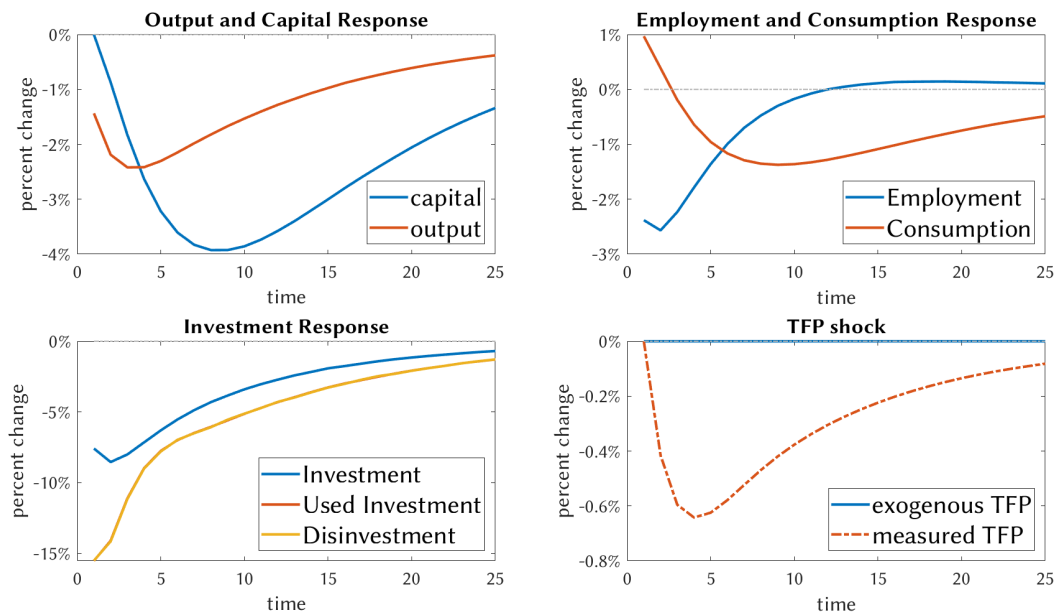 Output and Capital Response
0%
-1%
-2%
-3%
-4%
percent change
capital
output
0 5 10 15 20 25
time
Employment and Consumption Response
1%
0%
-1%
-2%
-3%
percent change
Employment
Consumption
0 5 10 15 20 25
time
Investment Response
0%
-5%
-10%
-15%
percent change
Investment
Used Investment
Disinvestment
0 5 10 15 20 25
time
TFP shock
0%
-0.2%
-0.4%
-0.6%
-0.8%
percent change
exogenous TFP
measured TFP
0 5 10 15 20 25
time